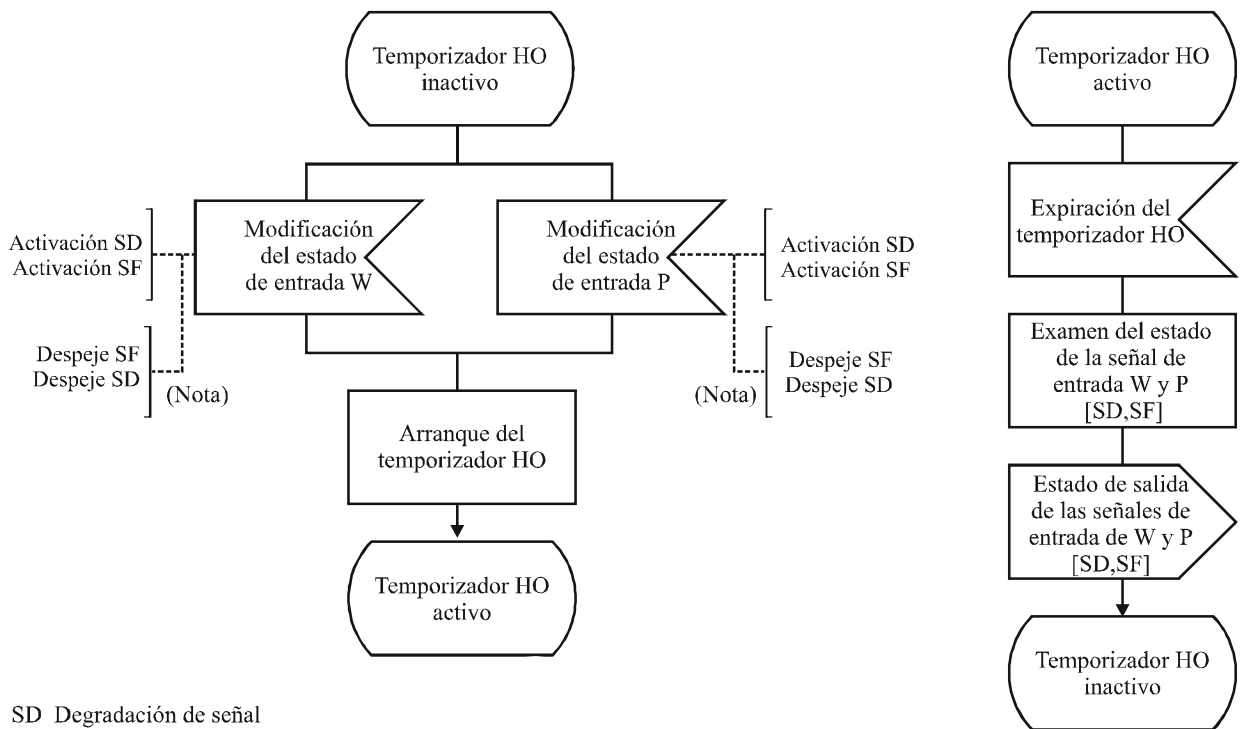 Temporizador HO
inactivo
Modificación
del estado
de entrada W
Modificación
del estado
de entrada P
Activación SD
Activación SF
Despeje SF
Despeje SD
(Nota)
Activación SD
Activación SF
Despeje SF
Despeje SD
(Nota)
Arranque del
temporizador HO
Temporizador HO
activo
SD Degradación de señal
Temporizador HO
activo
Expiración del
temporizador HO
Examen del estado
de la señal de
entrada W y P
[SD,SF]
Estado de salida
de las señales de
entrada de W y P
[SD,SF]
Temporizador HO
inactivo